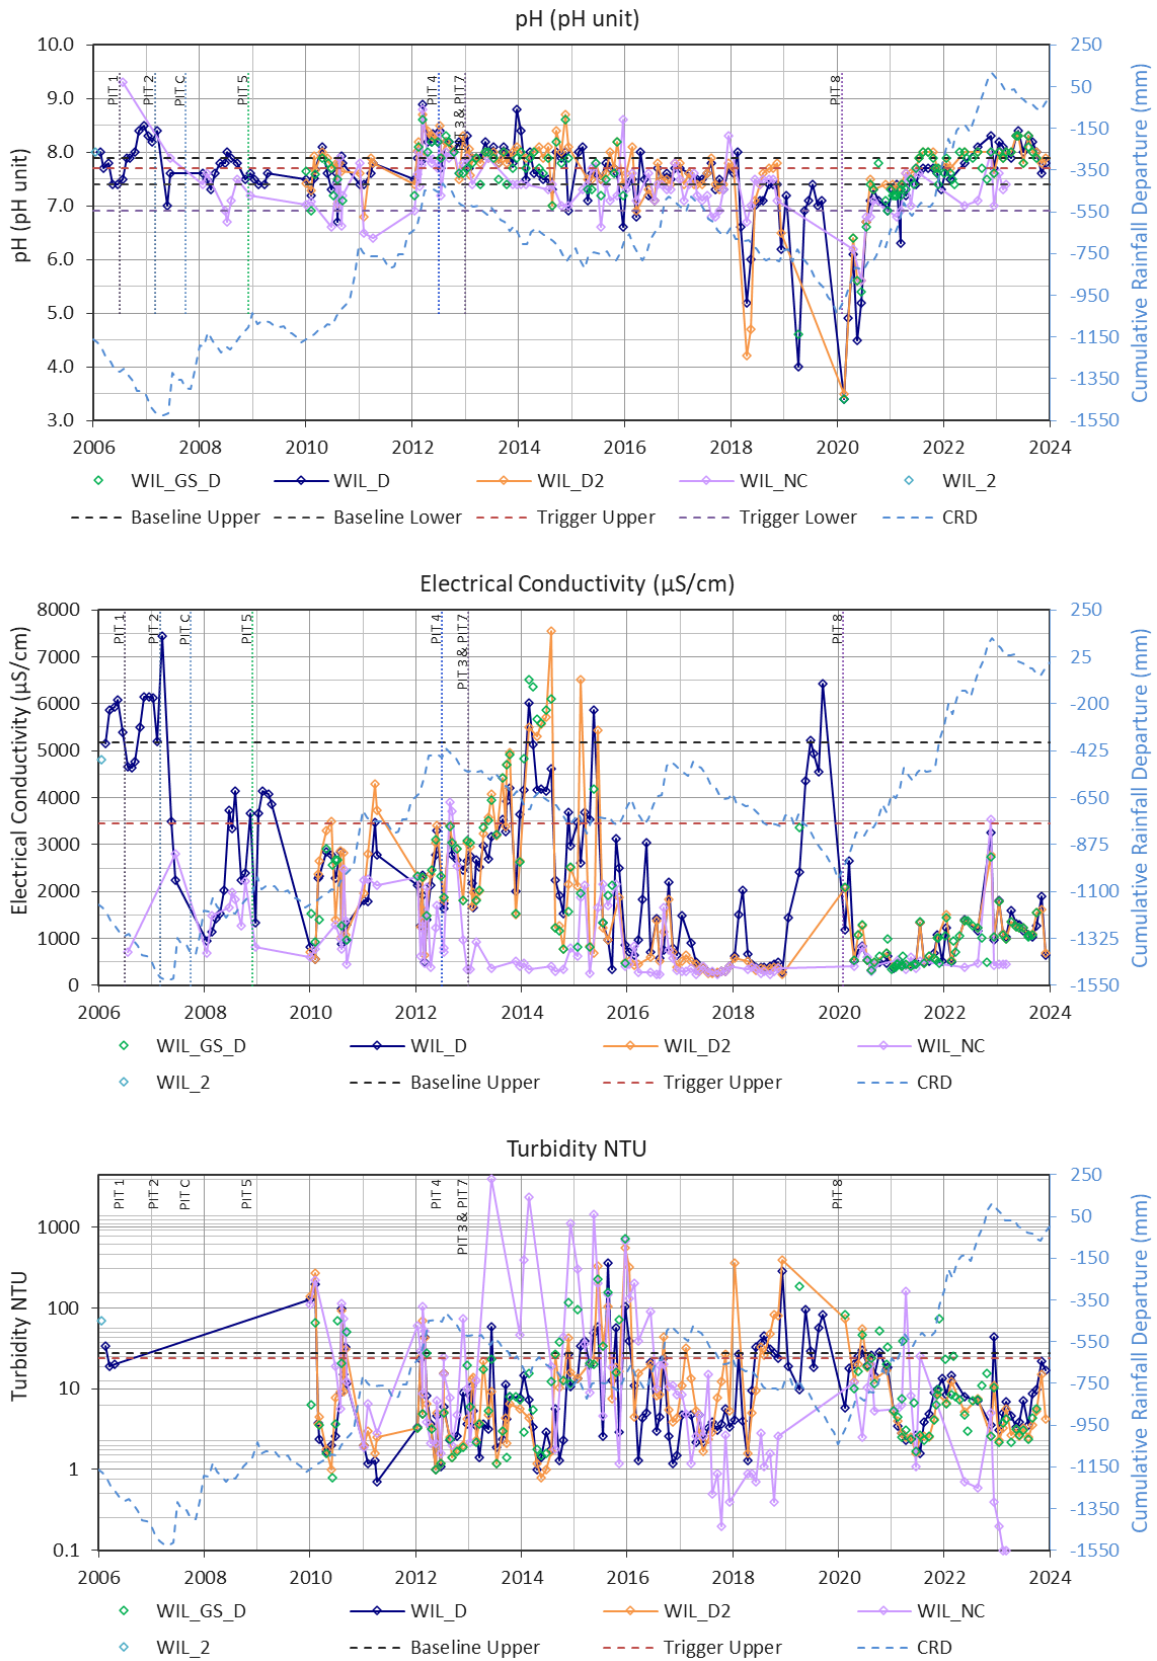 pH (pH unit)
10.0
9.0
8.0
7.0
6.0
5.0
4.0
3.0
pH (pH unit)
PIT 1
PIT 2
PIT C
PIT 5
PIT 4
PIT 3 & PIT 7
PIT 8
250
50
-150
-350
-550
-750
-950
-1150
-1350
-1550
Cumulative Rainfall Departure (mm)
2006 2008 2010 2012 2014 2016 2018 2020 2022 2024
WIL_GS_D WIL_D WIL_D2 WIL_NC WIL_2
Baseline Upper Baseline Lower Trigger Upper Trigger Lower CRD
Electrical Conductivity (µS/cm)
8000
7000
6000
5000
4000
3000
2000
1000
0
Electrical Conductivity (µS/cm)
PIT 1
PIT 2
PIT C
PIT 5
PIT 4
PIT 3 & PIT 7
PIT 8
250
25
-200
-425
-650
-875
-1100
-1325
-1550
Cumulative Rainfall Departure (mm)
2006 2008 2010 2012 2014 2016 2018 2020 2022 2024
WIL_GS_D WIL_D WIL_D2 WIL_NC
WIL_2 Baseline Upper Trigger Upper CRD
Turbidity NTU
1000
100
10
1
0.1
Turbidity NTU
PIT 1
PIT 2
PIT C
PIT 5
PIT 4
PIT 3 & PIT 7
PIT 8
250
50
-150
-350
-550
-750
-950
-1150
-1350
-1550
Cumulative Rainfall Departure (mm)
2006 2008 2010 2012 2014 2016 2018 2020 2022 2024
WIL_GS_D WIL_D WIL_D2 WIL_NC
WIL_2 Baseline Upper Trigger Upper CRD